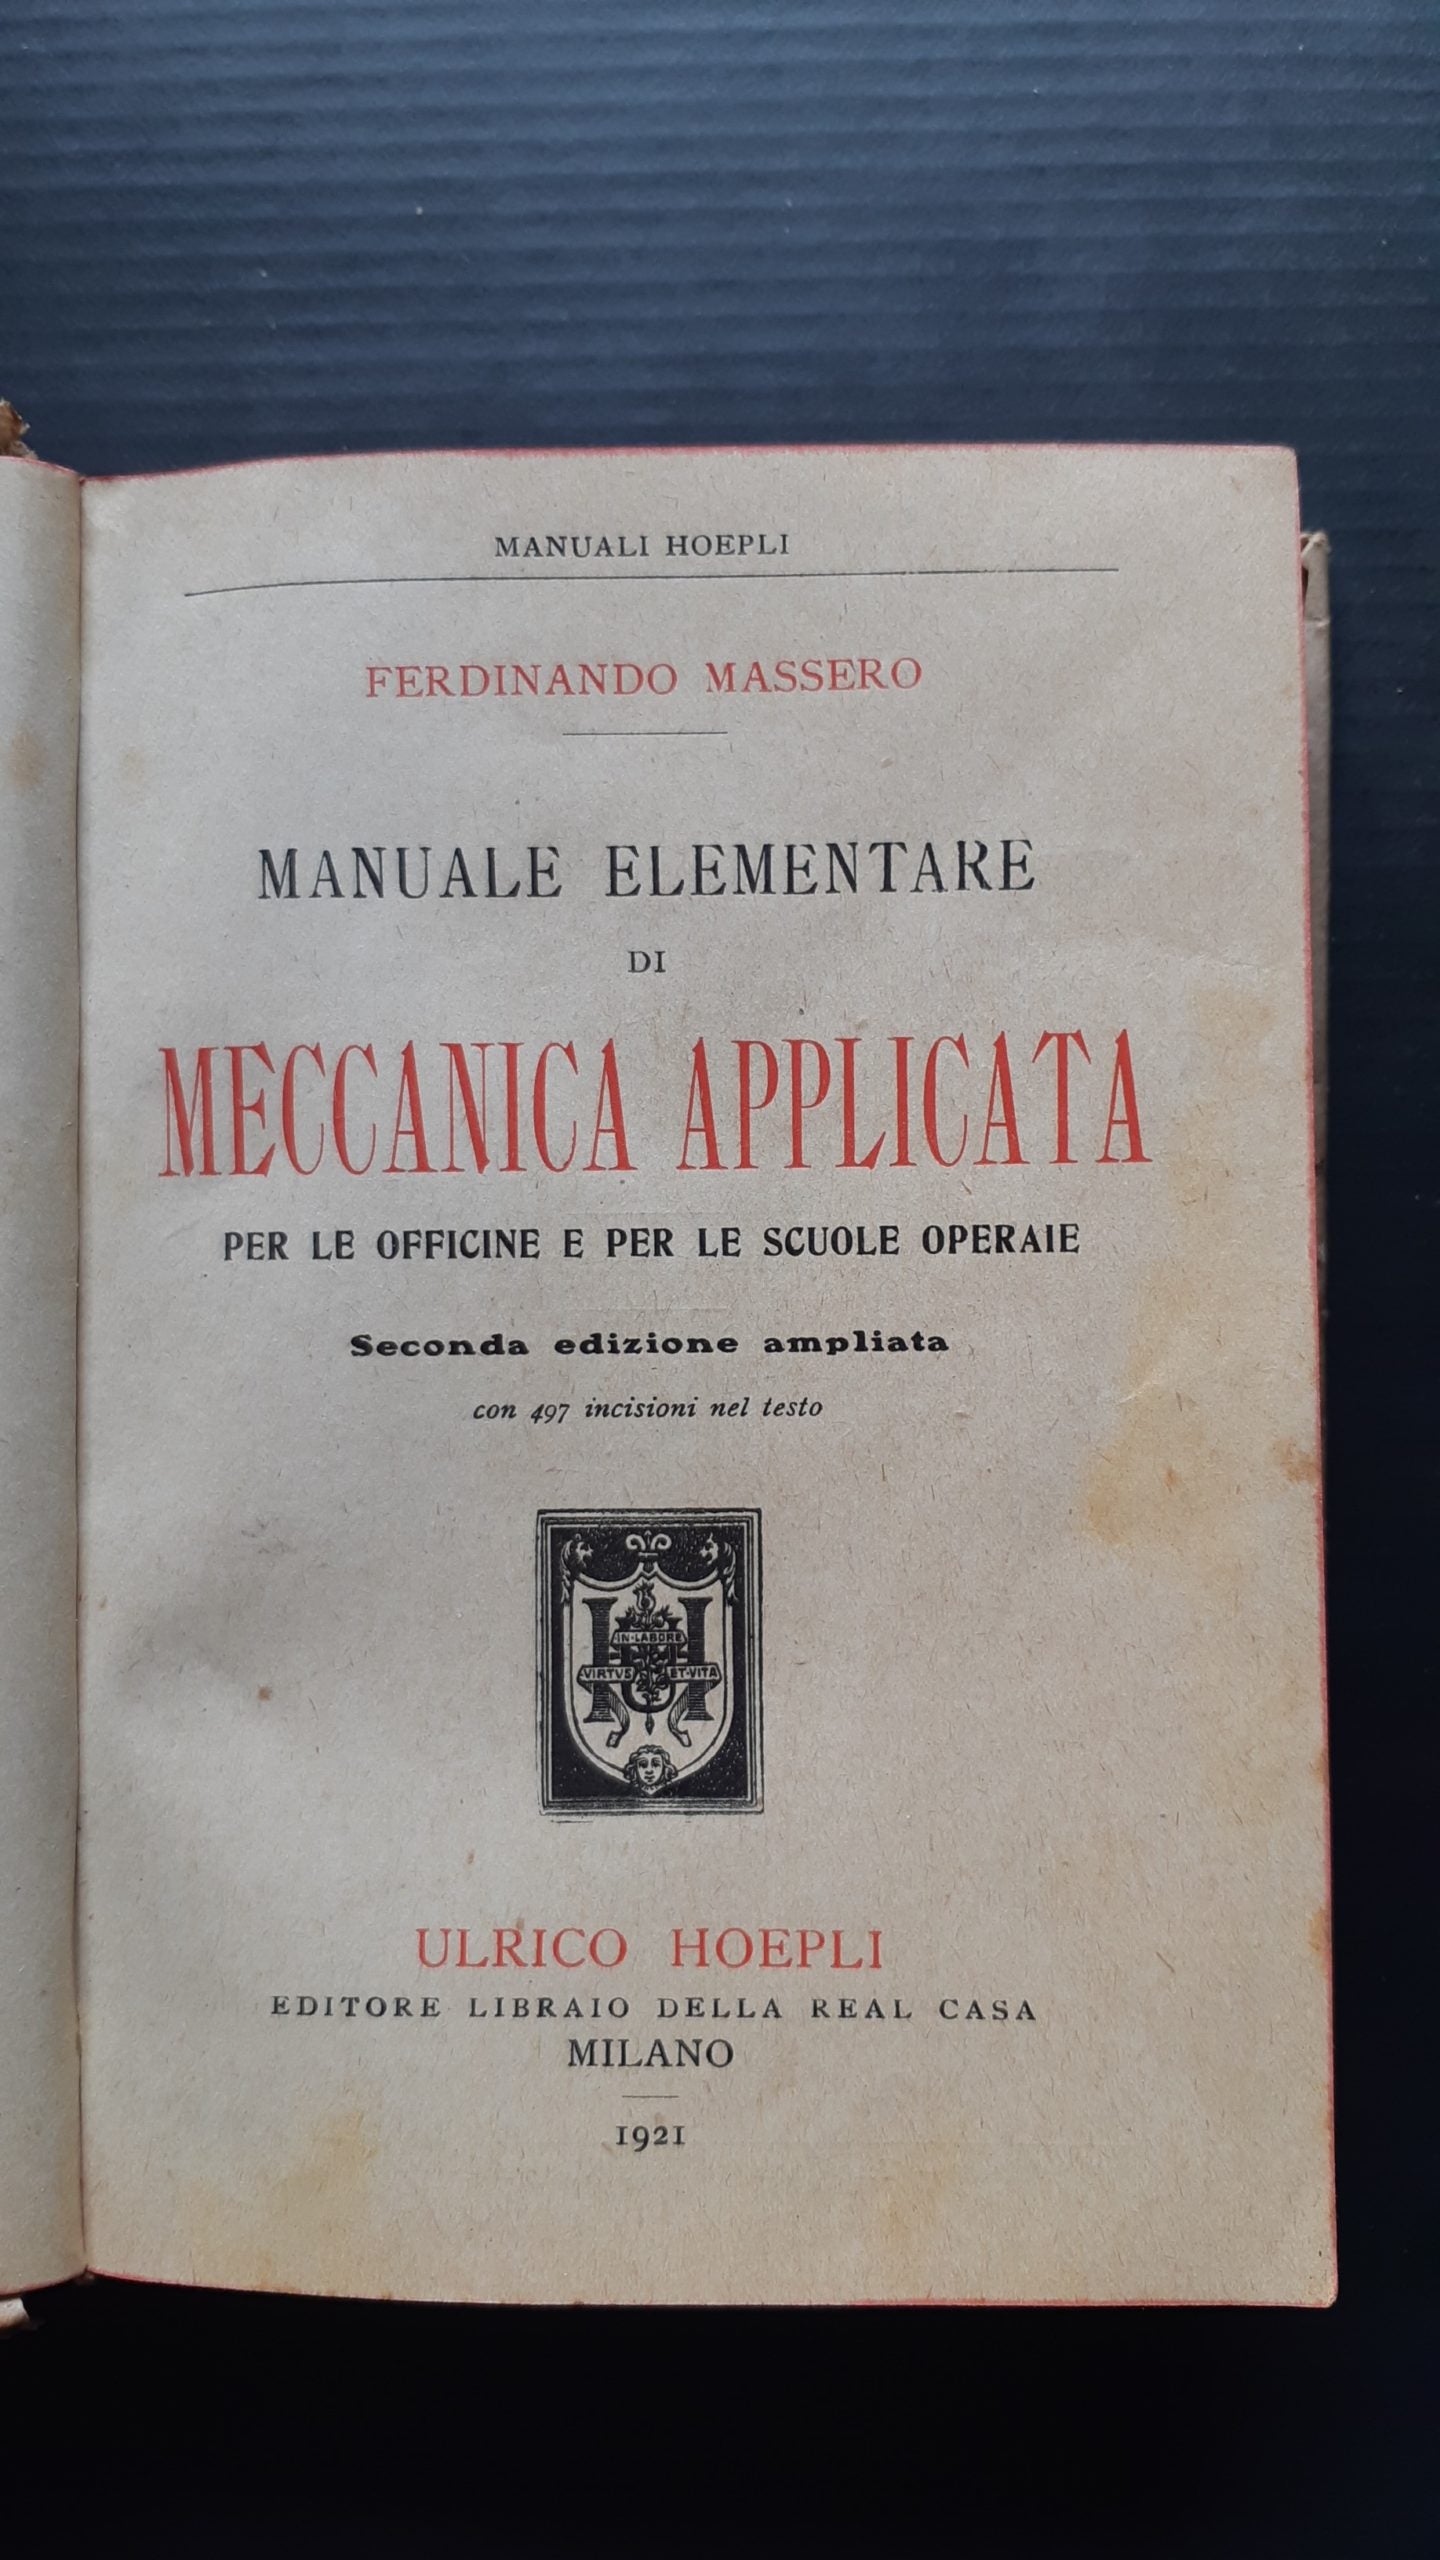 MANUALI HOEPLI
FERDINANDO MASSERO
MANUALE ELEMENTARE
DI
MECCANICA APPLICATA
PER LE OFFICINE E PER LE SCUOLE OPERAIE
Seconda edizione ampliata
con 497 incisioni nel testo
IN·LABORE
VIRTVS ET·VITA
ULRICO HOEPLI
EDITORE LIBRAIO DELLA REAL CASA
MILANO
1921